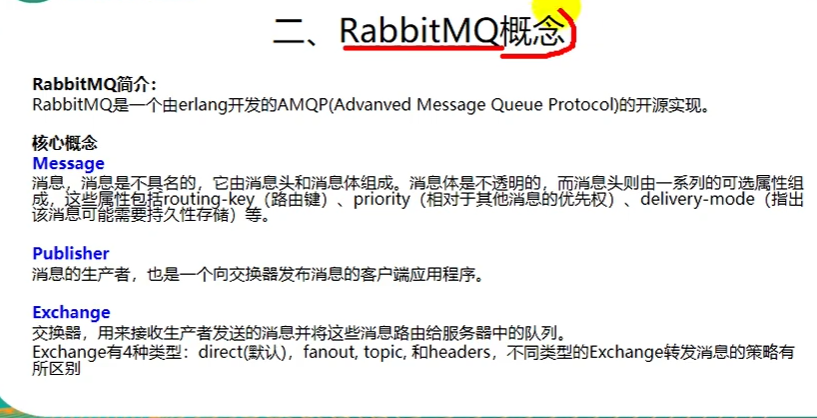 二、RabbitMQ概念
RabbitMQ简介：
RabbitMQ是一个由erlang开发的AMQP(Advanved Message Queue Protocol)的开源实现。
核心概念
Message
消息，消息是不具名的，它由消息头和消息体组成。消息体是不透明的，而消息头则由一系列的可选属性组
成，这些属性包括routing-key（路由键）、priority（相对于其他消息的优先权）、delivery-mode（指出
该消息可能需要持久性存储）等。
Publisher
消息的生产者，也是一个向交换器发布消息的客户端应用程序。
Exchange
交换器，用来接收生产者发送的消息并将这些消息路由给服务器中的队列。
Exchange有4种类型：direct(默认)，fanout, topic, 和headers，不同类型的Exchange转发消息的策略有
所区别